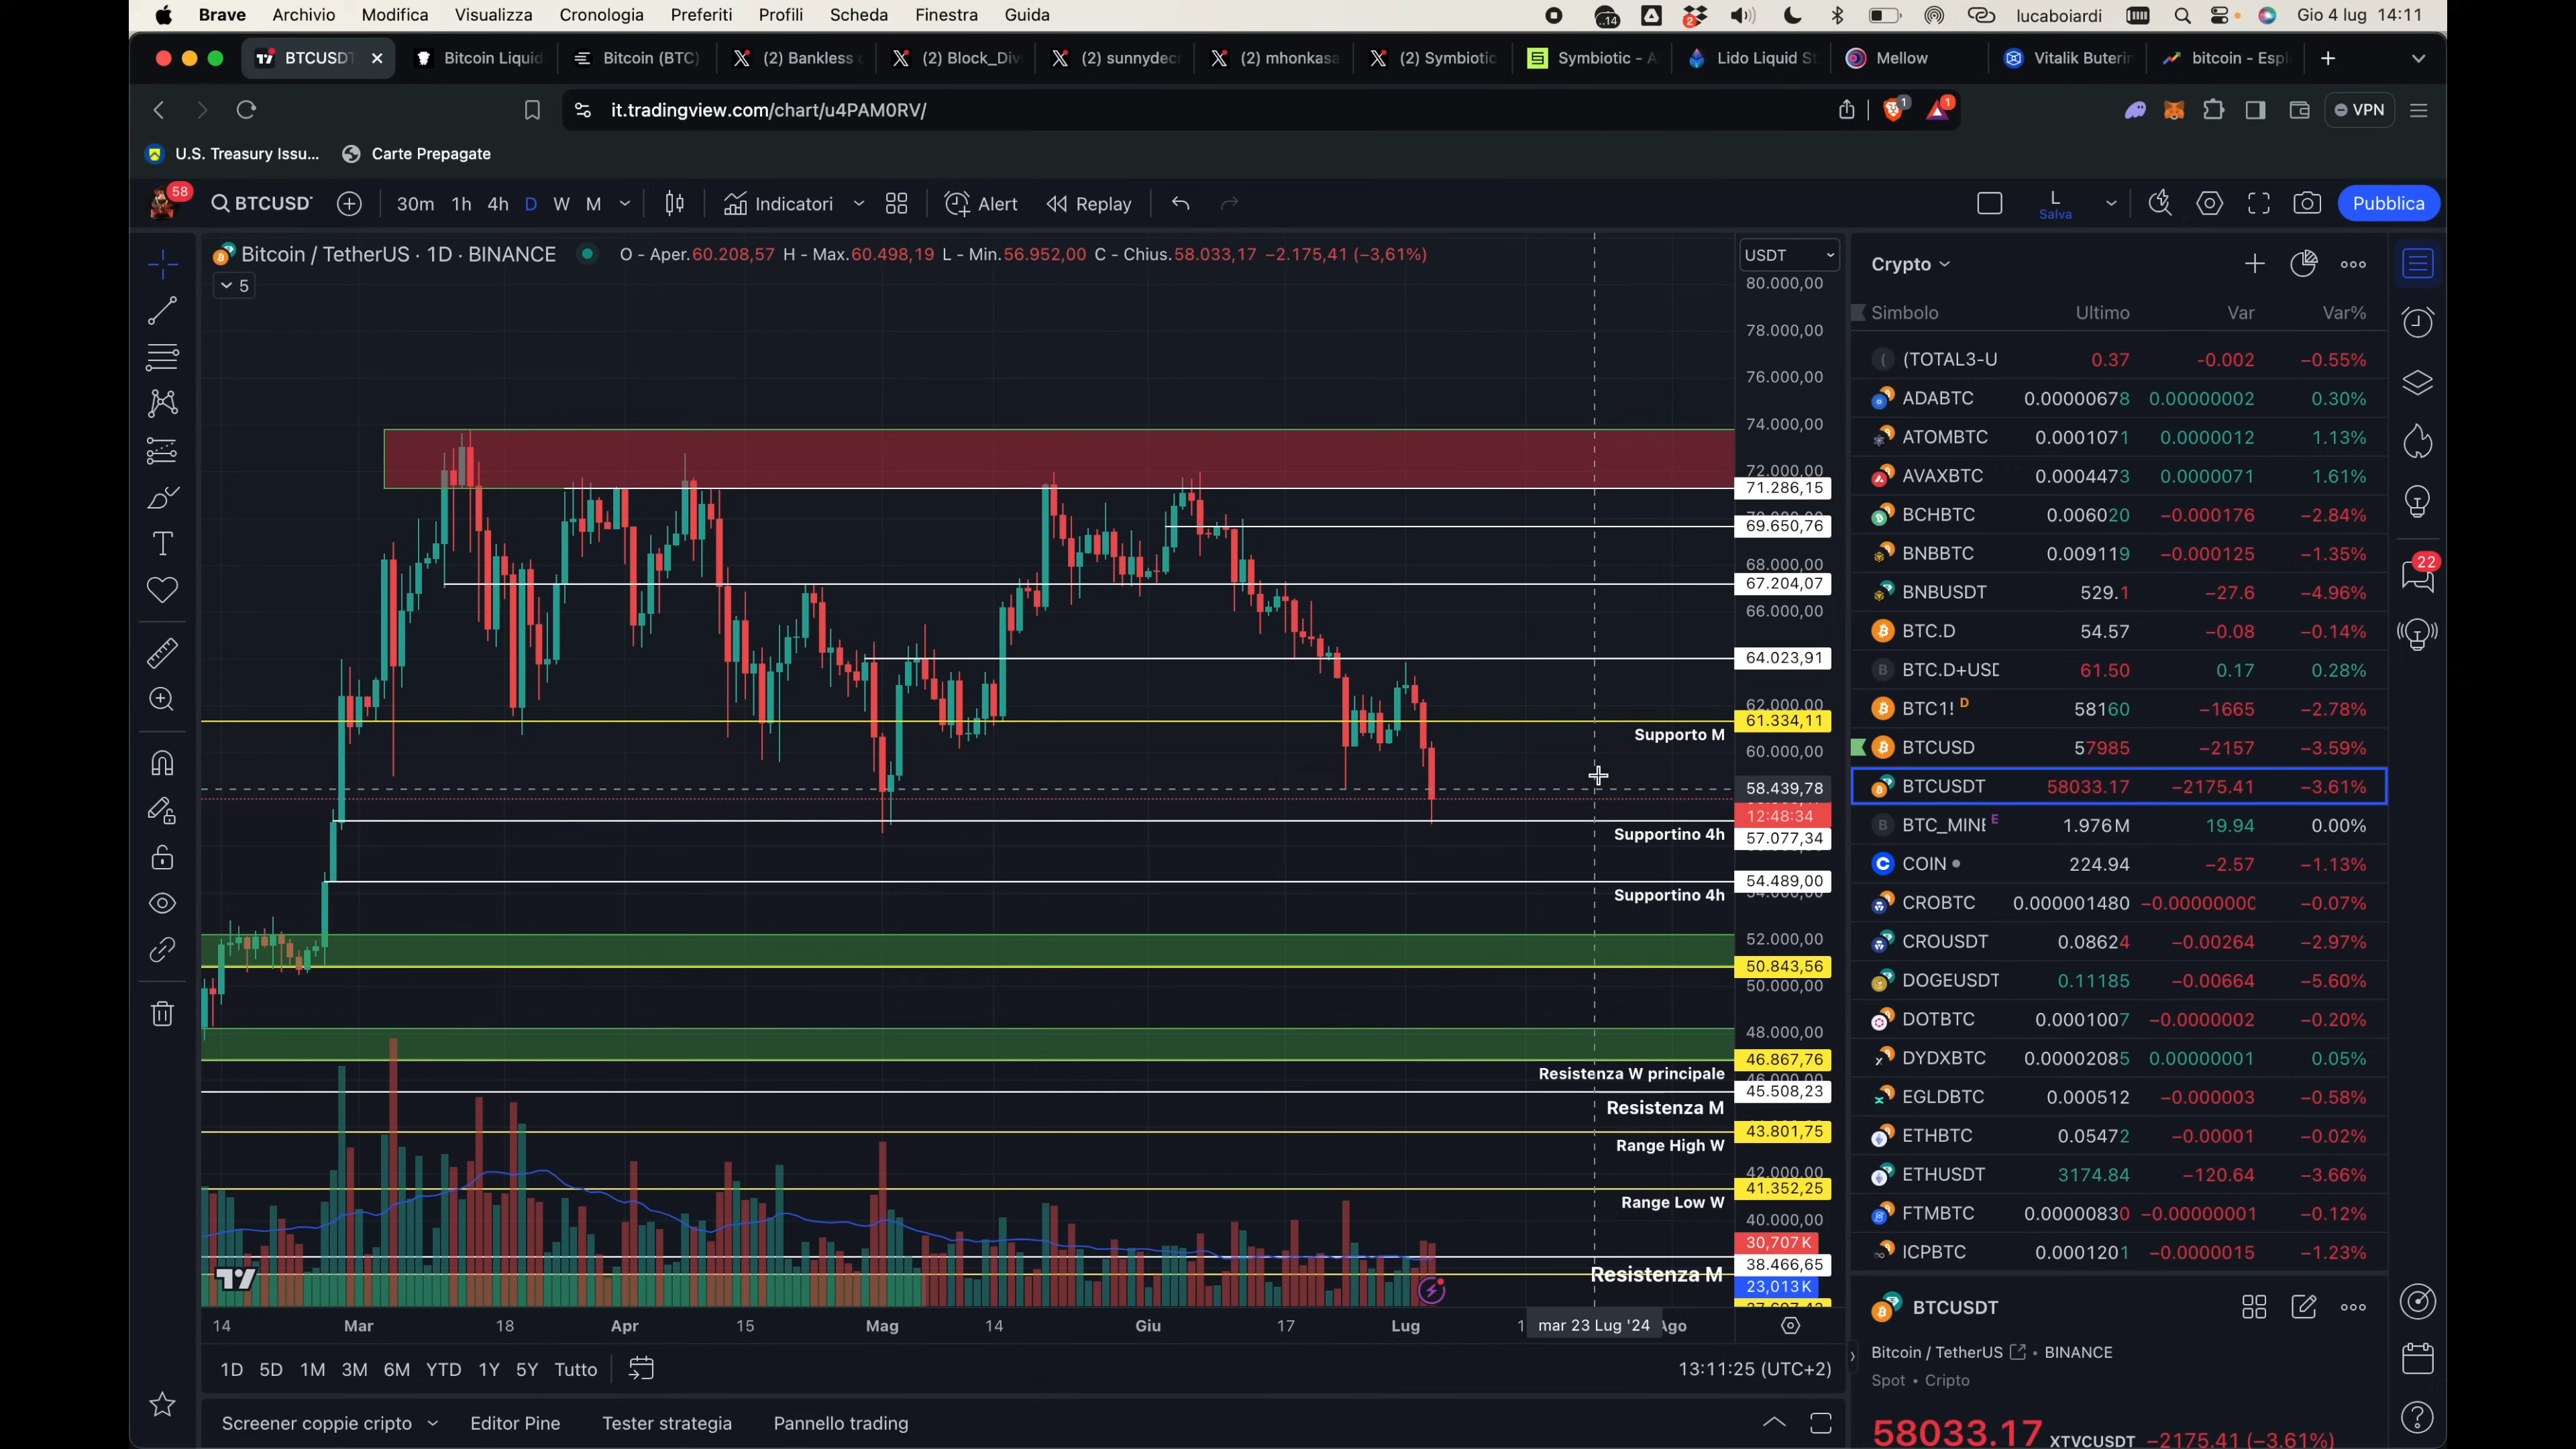 Brave Archivio Modifica Visualizza Cronologia Preferiti Profili Scheda Finestra Guida
14 2 lucaboiardi Gio 4 lug 14:11
BTCUSDT Bitcoin Liquid Bitcoin (BTC) (2) Bankless (2) Block_Div (2) sunnydecr (2) mhonkasa (2) Symbiotic Symbiotic - A Lido Liquid St Mellow Vitalik Buterin bitcoin - Espl
it.tradingview.com/chart/u4PAM0RV/ 1 1 VPN
U.S. Treasury Issu... Carte Prepagate
58 BTCUSDT 30m 1h 4h D W M Indicatori Alert Replay L Salva Pubblica
Bitcoin / TetherUS · 1D · BINANCE O - Aper.60.208,57 H - Max.60.498,19 L - Min.56.952,00 C - Chius.58.033,17 −2.175,41 (−3,61%)
5
USDT
80.000,00
78.000,00
76.000,00
74.000,00
72.000,00
71.286,15
69.650,76
68.000,00
67.204,07
66.000,00
64.023,91
62.000,00
61.334,11
Supporto M
60.000,00
58.439,78
12:48:34
Supportino 4h 57.077,34
54.489,00
Supportino 4h
52.000,00
50.843,56
50.000,00
48.000,00
46.867,76
Resistenza W principale
45.508,23
Resistenza M
43.801,75
Range High W
42.000,00
41.352,25
Range Low W
40.000,00
30,707K
38.466,65
Resistenza M
23,013K
14 Mar 18 Apr 15 Mag 14 Giu 17 Lug mar 23 Lug '24 Ago
1D 5D 1M 3M 6M YTD 1Y 5Y Tutto 13:11:25 (UTC+2)
Screener coppie cripto Editor Pine Tester strategia Pannello trading
Crypto
Simbolo Ultimo Var Var%
(TOTAL3-U 0.37 -0.002 −0.55%
ADABTC 0.00000678 0.00000002 0.30%
ATOMBTC 0.0001071 0.0000012 1.13%
AVAXBTC 0.0004473 0.0000071 1.61%
BCHBTC 0.006020 −0.000176 −2.84%
BNBBTC 0.009119 −0.000125 −1.35%
BNBUSDT 529.1 −27.6 −4.96%
BTC.D 54.57 −0.08 −0.14%
BTC.D+USD 61.50 0.17 0.28%
BTC1! D 58160 −1665 −2.78%
BTCUSD 57985 −2157 −3.59%
BTCUSDT 58033.17 −2175.41 −3.61%
BTC_MINE E 1.976M 19.94 0.00%
COIN 224.94 −2.57 −1.13%
CROBTC 0.000001480 −0.00000000 −0.07%
CROUSDT 0.08624 −0.00264 −2.97%
DOGEUSDT 0.11185 −0.00664 −5.60%
DOTBTC 0.0001007 −0.0000002 −0.20%
DYDXBTC 0.00002085 0.00000001 0.05%
EGLDBTC 0.000512 −0.000003 −0.58%
ETHBTC 0.05472 −0.00001 −0.02%
ETHUSDT 3174.84 −120.64 −3.66%
FTMBTC 0.00000830 −0.00000001 −0.12%
ICPBTC 0.0001201 −0.0000015 −1.23%
22
BTCUSDT
Bitcoin / TetherUS • BINANCE
Spot • Cripto
58033.17 XTVCUSDT −2175.41 (−3.61%)